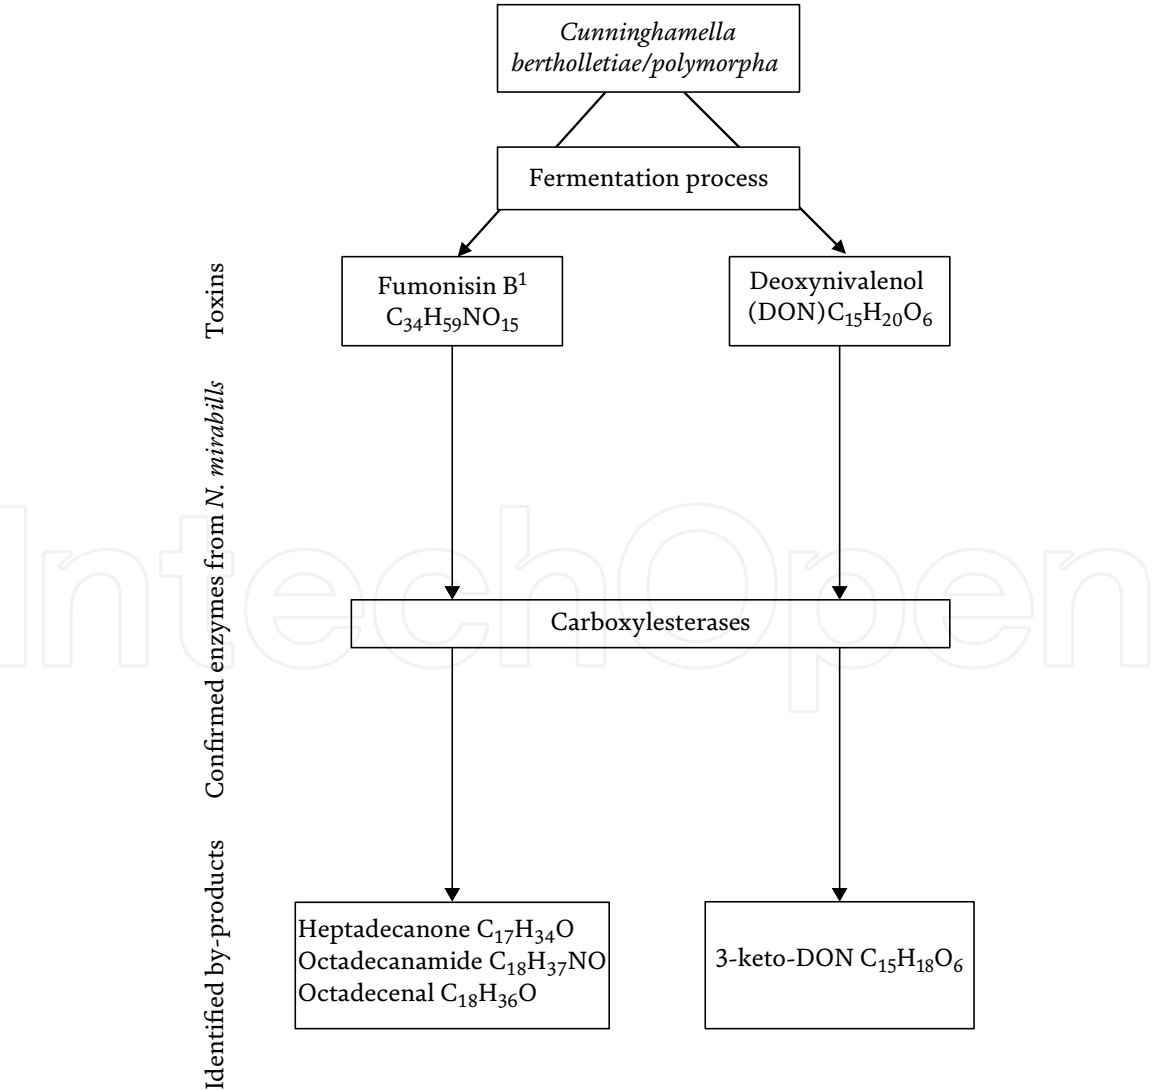 Cunninghamella
bertholletiae/polymorpha
Fermentation process
Toxins
Fumonisin B¹
C₃₄H₅₉NO₁₅
Deoxynivalenol
(DON)C₁₅H₂₀O₆
Confirmed enzymes from N. mirabills
Carboxylesterases
IntechOpen
Identified by-products
Heptadecanone C₁₇H₃₄O
Octadecanamide C₁₈H₃₇NO
Octadecenal C₁₈H₃₆O
3-keto-DON C₁₅H₁₈O₆